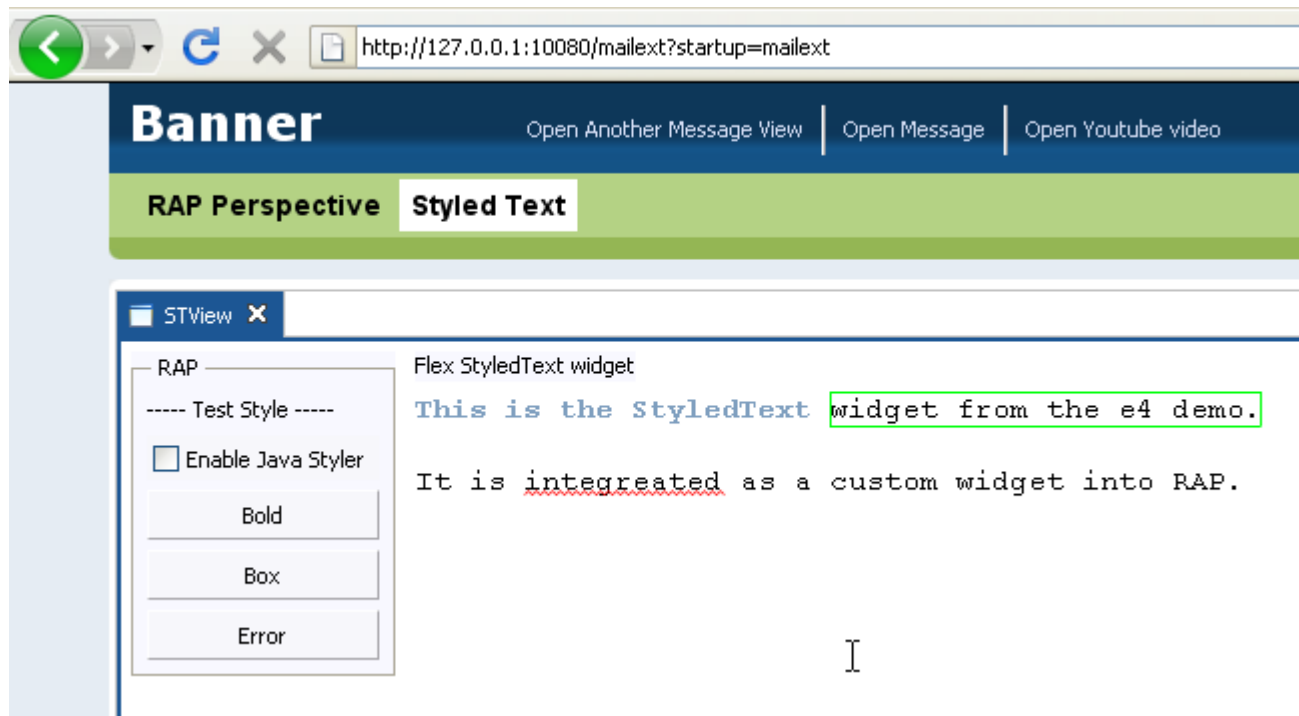 http://127.0.0.1:10080/mailext?startup=mailext
Banner
Open Another Message View
Open Message
Open Youtube video
RAP Perspective
Styled Text
STView
RAP
----- Test Style -----
Enable Java Styler
Bold
Box
Error
Flex StyledText widget
This is the StyledText widget from the e4 demo.
It is integreated as a custom widget into RAP.